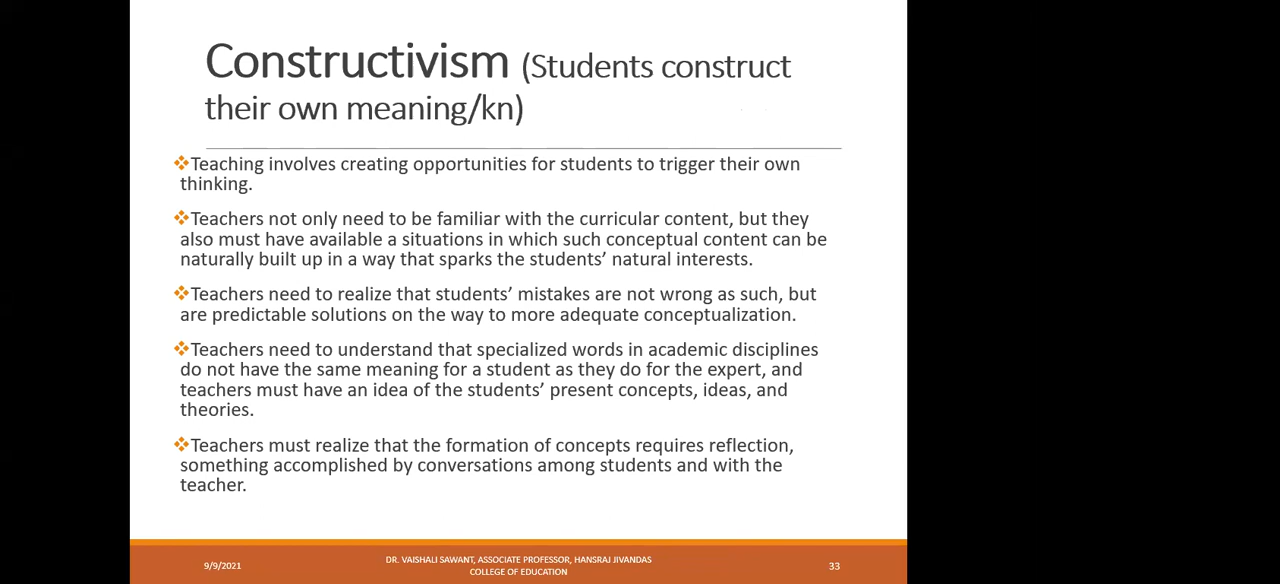 Constructivism (Students construct
their own meaning/kn)
Teaching involves creating opportunities for students to trigger their own
thinking.
Teachers not only need to be familiar with the curricular content, but they
also must have available a situations in which such conceptual content can be
naturally built up in a way that sparks the students’ natural interests.
Teachers need to realize that students’ mistakes are not wrong as such, but
are predictable solutions on the way to more adequate conceptualization.
Teachers need to understand that specialized words in academic disciplines
do not have the same meaning for a student as they do for the expert, and
teachers must have an idea of the students’ present concepts, ideas, and
theories.
Teachers must realize that the formation of concepts requires reflection,
something accomplished by conversations among students and with the
teacher.
9/9/2021
DR. VAISHALI SAWANT, ASSOCIATE PROFESSOR, HANSRAJ JIVANDAS
COLLEGE OF EDUCATION
33